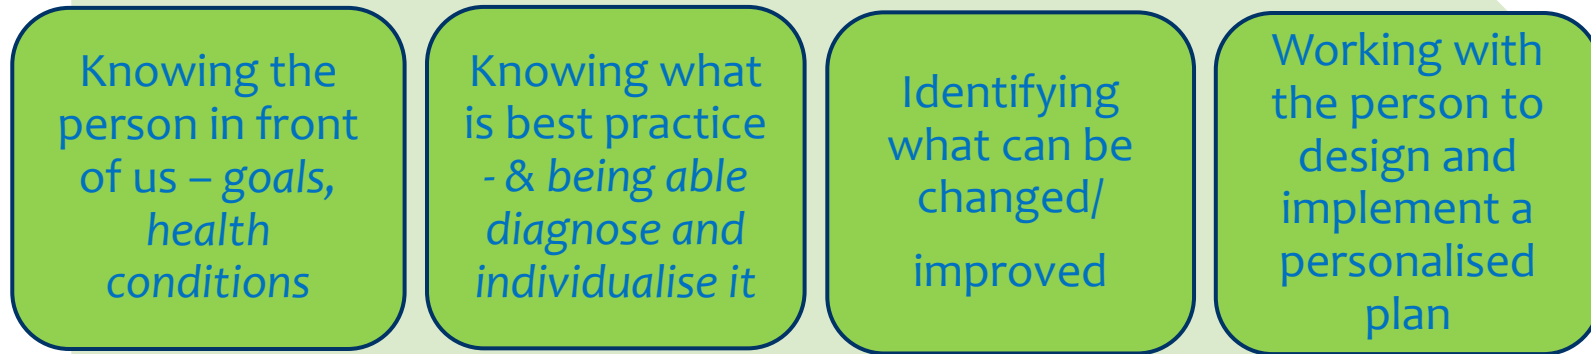 Knowing the
person in front
of us – goals,
health
conditions
Knowing what
is best practice
- & being able
diagnose and
individualise it
Identifying
what can be
changed/
improved
Working with
the person to
design and
implement a
personalised
plan